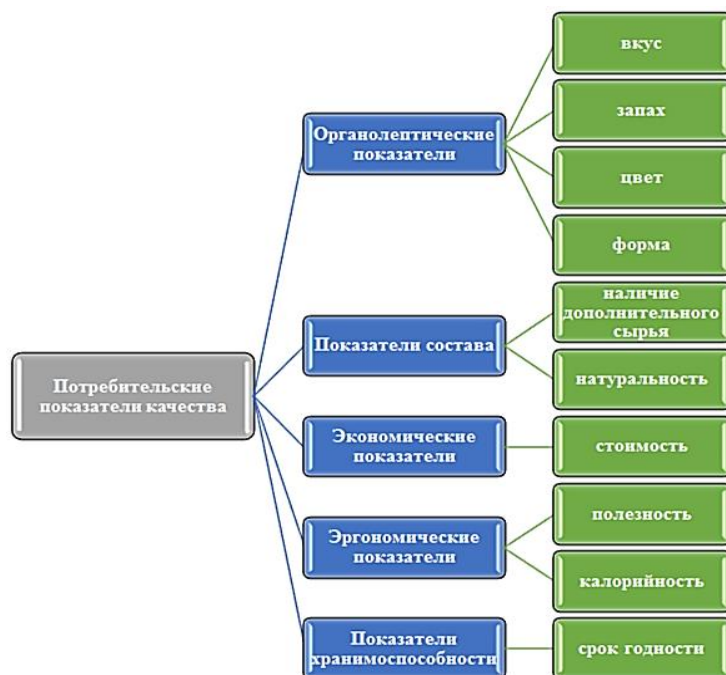 Потребительские
показатели качества
Органолептические
показатели
вкус
запах
цвет
форма
Показатели состава
наличие
дополнительного
сырья
натуральность
Экономические
показатели
стоимость
Эргономические
показатели
полезность
калорийность
Показатели
хранимоспособности
срок годности